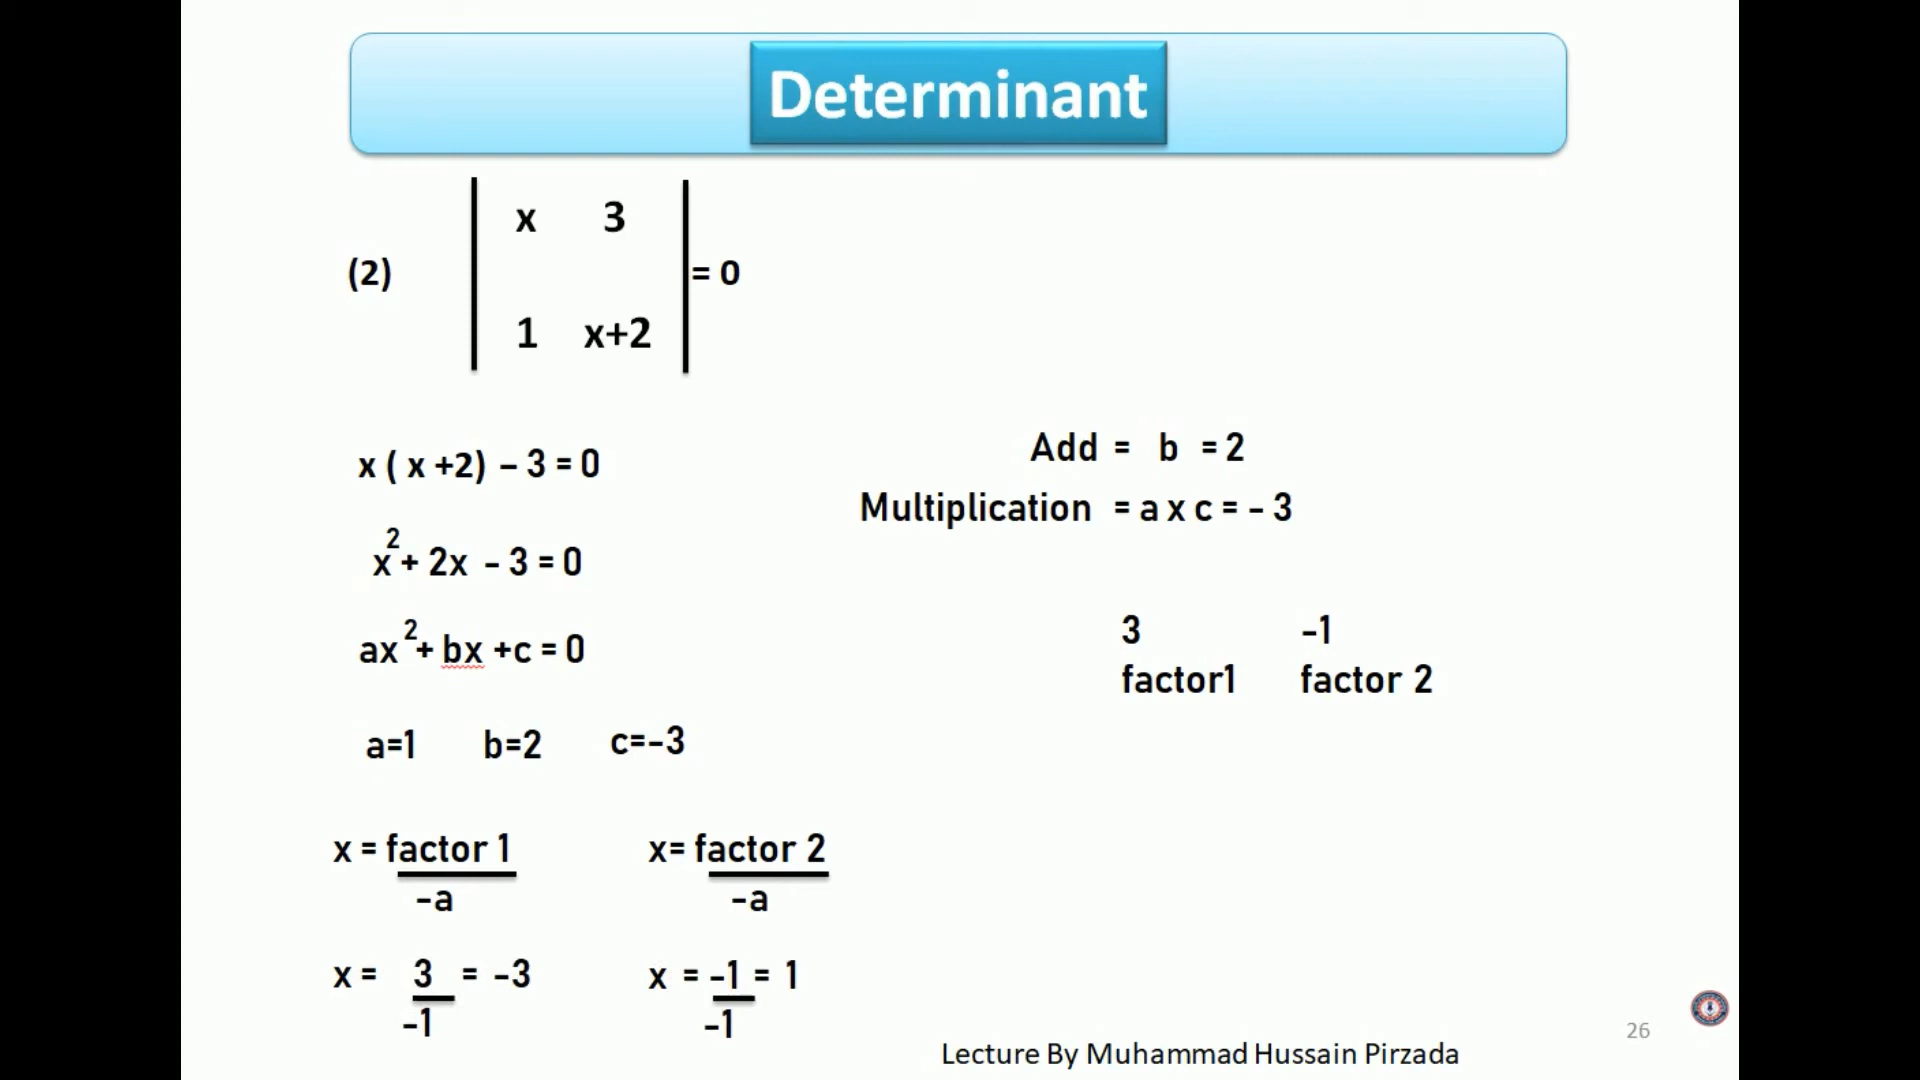 Determinant
x 3
(2) = 0
1 x+2
x ( x +2) – 3 = 0
x²+ 2x – 3 = 0
ax²+ bx +c = 0
a=1 b=2 c=–3
x = factor 1
–a
x= factor 2
–a
x = 3 = –3
–1
x = –1 = 1
–1
Add = b = 2
Multiplication = a x c = – 3
3 –1
factor1 factor 2
26
Lecture By Muhammad Hussain Pirzada